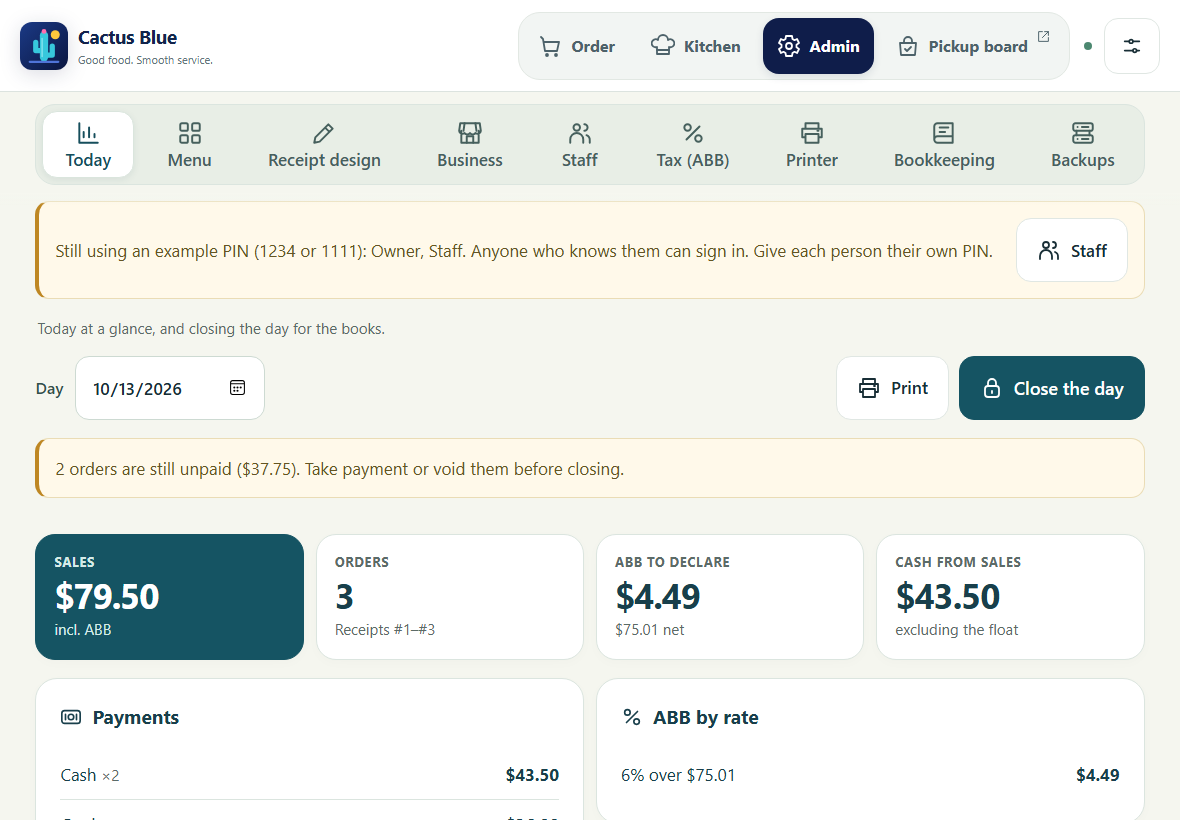 Cactus Blue
Good food. Smooth service.
Order
Kitchen
Admin
Pickup board
Today
Menu
Receipt design
Business
Staff
Tax (ABB)
Printer
Bookkeeping
Backups
Still using an example PIN (1234 or 1111): Owner, Staff. Anyone who knows them can sign in. Give each person their own PIN.
Staff
Today at a glance, and closing the day for the books.
Day
10/13/2026
Print
Close the day
2 orders are still unpaid ($37.75). Take payment or void them before closing.
SALES
$79.50
incl. ABB
ORDERS
3
Receipts #1–#3
ABB TO DECLARE
$4.49
$75.01 net
CASH FROM SALES
$43.50
excluding the float
Payments
Cash ×2
$43.50
ABB by rate
6% over $75.01
$4.49